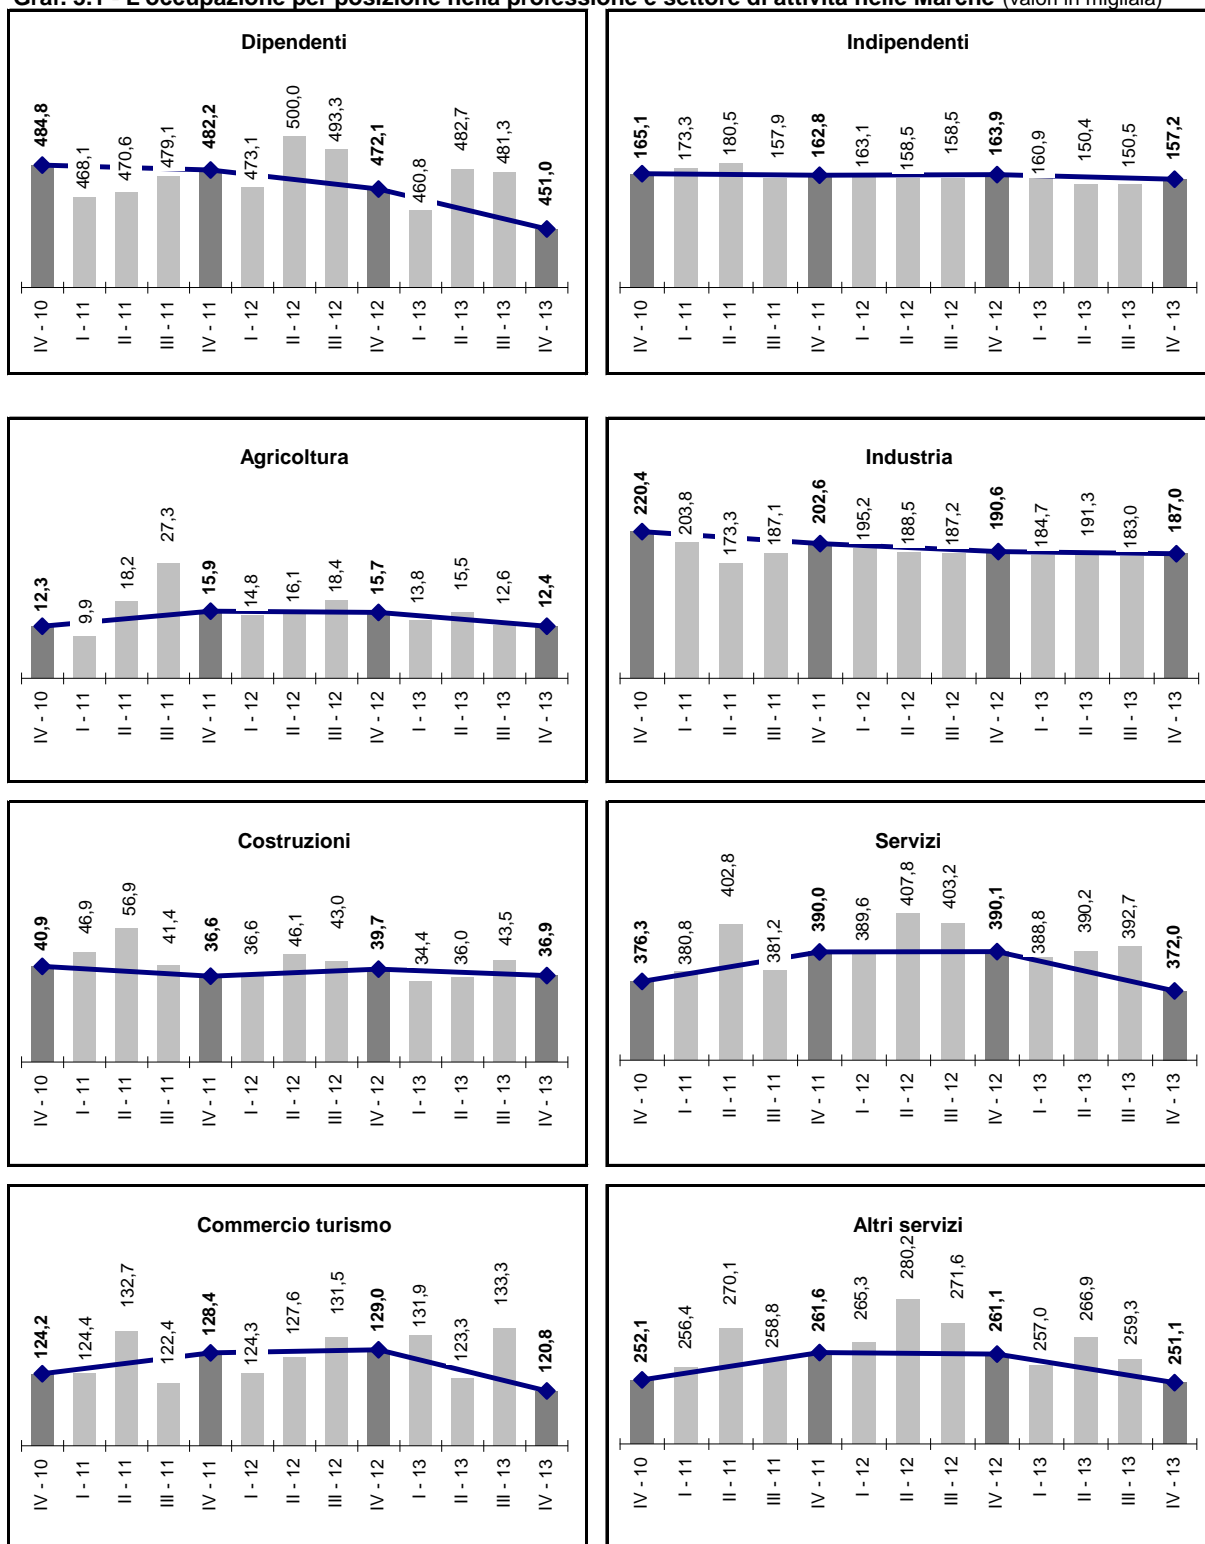 Graf. 3.1 - L'occupazione per posizione nella professione e settore di attività nelle Marche (valori in migliaia)
Dipendenti
484,8 468,1 470,6 479,1 482,2 473,1 500,0 493,3 472,1 460,8 482,7 481,3 451,0
IV - 10 I - 11 II - 11 III - 11 IV - 11 I - 12 II - 12 III - 12 IV - 12 I - 13 II - 13 III - 13 IV - 13
Indipendenti
165,1 173,3 180,5 157,9 162,8 163,1 158,5 158,5 163,9 160,9 150,4 150,5 157,2
IV - 10 I - 11 II - 11 III - 11 IV - 11 I - 12 II - 12 III - 12 IV - 12 I - 13 II - 13 III - 13 IV - 13
Agricoltura
12,3 9,9 18,2 27,3 15,9 14,8 16,1 18,4 15,7 13,8 15,5 12,6 12,4
IV - 10 I - 11 II - 11 III - 11 IV - 11 I - 12 II - 12 III - 12 IV - 12 I - 13 II - 13 III - 13 IV - 13
Industria
220,4 203,8 173,3 187,1 202,6 195,2 188,5 187,2 190,6 184,7 191,3 183,0 187,0
IV - 10 I - 11 II - 11 III - 11 IV - 11 I - 12 II - 12 III - 12 IV - 12 I - 13 II - 13 III - 13 IV - 13
Costruzioni
40,9 46,9 56,9 41,4 36,6 36,6 46,1 43,0 39,7 34,4 36,0 43,5 36,9
IV - 10 I - 11 II - 11 III - 11 IV - 11 I - 12 II - 12 III - 12 IV - 12 I - 13 II - 13 III - 13 IV - 13
Servizi
376,3 380,8 402,8 381,2 390,0 389,6 407,8 403,2 390,1 388,8 390,2 392,7 372,0
IV - 10 I - 11 II - 11 III - 11 IV - 11 I - 12 II - 12 III - 12 IV - 12 I - 13 II - 13 III - 13 IV - 13
Commercio turismo
124,2 124,4 132,7 122,4 128,4 124,3 127,6 131,5 129,0 131,9 123,3 133,3 120,8
IV - 10 I - 11 II - 11 III - 11 IV - 11 I - 12 II - 12 III - 12 IV - 12 I - 13 II - 13 III - 13 IV - 13
Altri servizi
252,1 256,4 270,1 258,8 261,6 265,3 280,2 271,6 261,1 257,0 266,9 259,3 251,1
IV - 10 I - 11 II - 11 III - 11 IV - 11 I - 12 II - 12 III - 12 IV - 12 I - 13 II - 13 III - 13 IV - 13